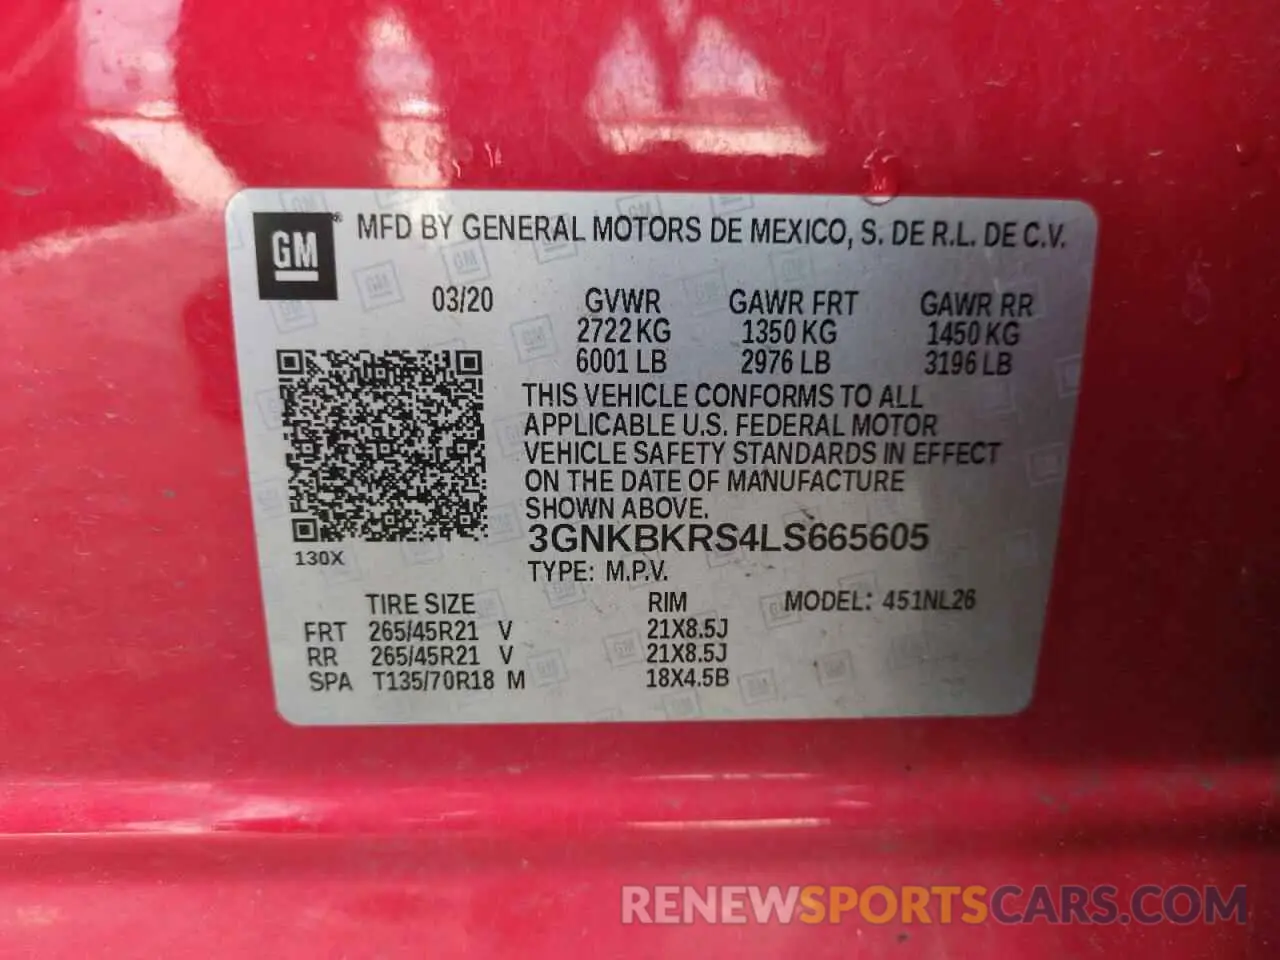 GM® MFD BY GENERAL MOTORS DE MEXICO, S. DE R.L. DE C.V.
03/20 GVWR GAWR FRT GAWR RR
2722 KG 1350 KG 1450 KG
6001 LB 2976 LB 3196 LB
THIS VEHICLE CONFORMS TO ALL
APPLICABLE U.S. FEDERAL MOTOR
VEHICLE SAFETY STANDARDS IN EFFECT
ON THE DATE OF MANUFACTURE
SHOWN ABOVE.
3GNKBKRS4LS665605
130X
TYPE: M.P.V.
TIRE SIZE RIM MODEL: 451NL26
FRT 265/45R21 V 21X8.5J
RR 265/45R21 V 21X8.5J
SPA T135/70R18 M 18X4.5B
RENEWSPORTSCARS.COM